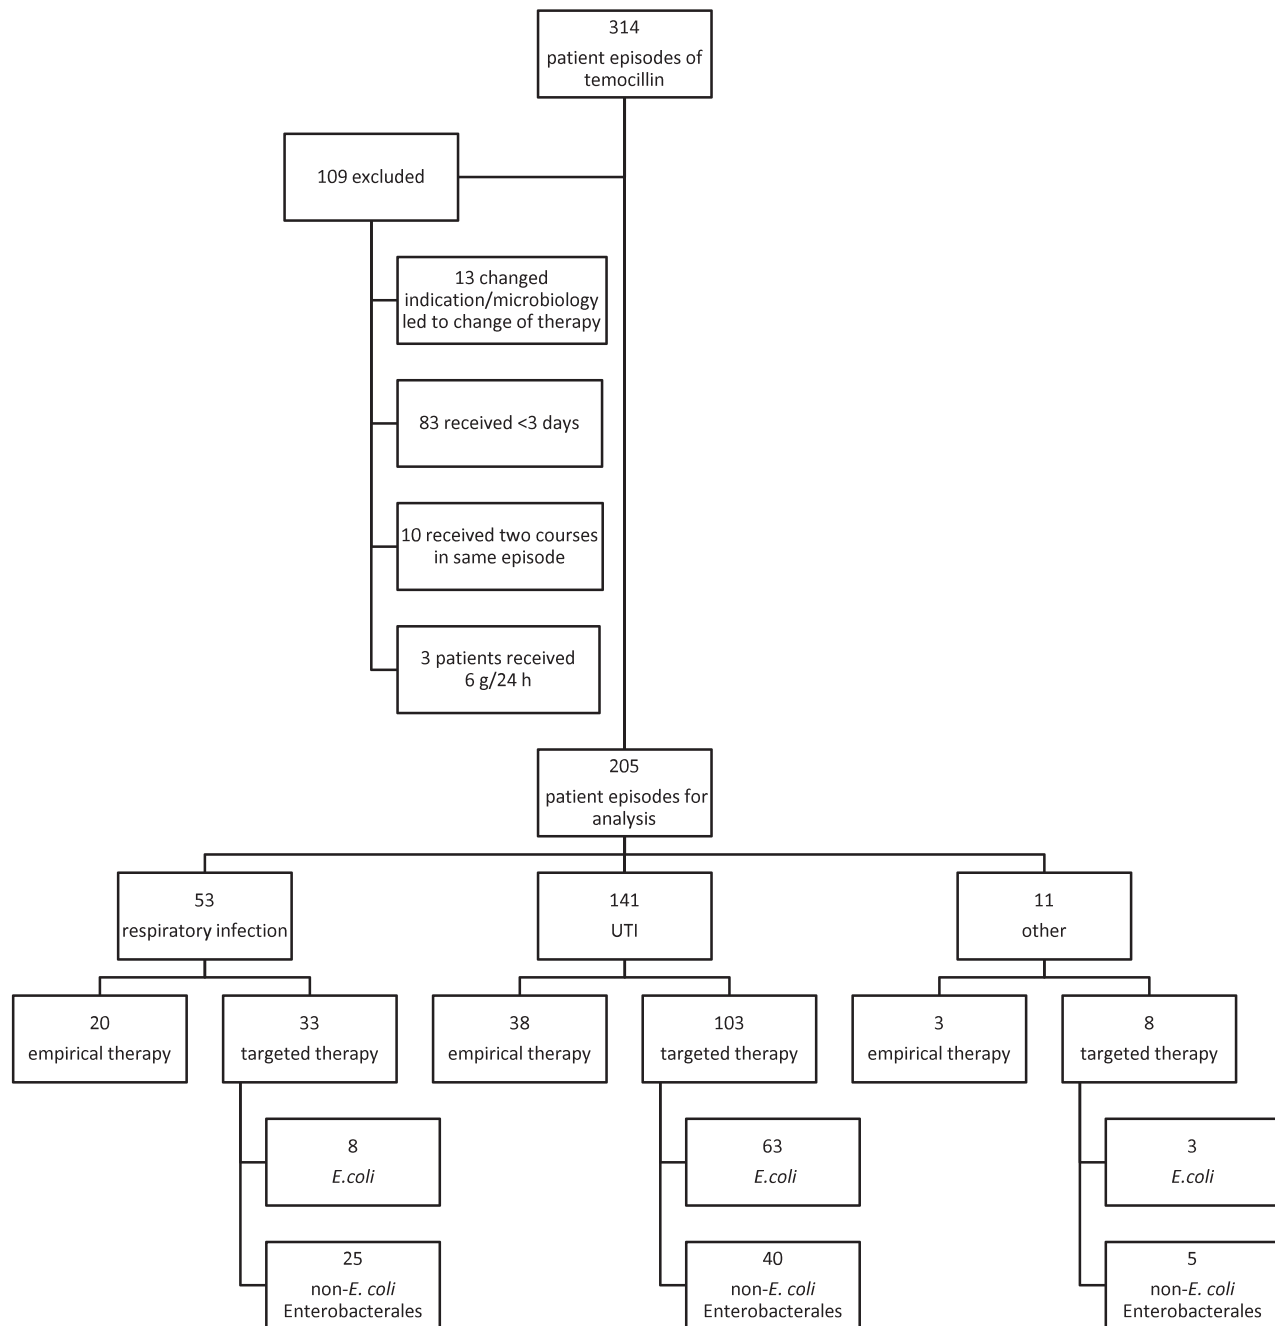 314
patient episodes of
temocillin
109 excluded
13 changed
indication/microbiology
led to change of therapy
83 received <3 days
10 received two courses
in same episode
3 patients received
6 g/24 h
205
patient episodes for
analysis
53
respiratory infection
141
UTI
11
other
20
empirical therapy
33
targeted therapy
38
empirical therapy
103
targeted therapy
3
empirical therapy
8
targeted therapy
8
E.coli
63
E.coli
3
E.coli
25
non-E. coli
Enterobacterales
40
non-E. coli
Enterobacterales
5
non-E. coli
Enterobacterales